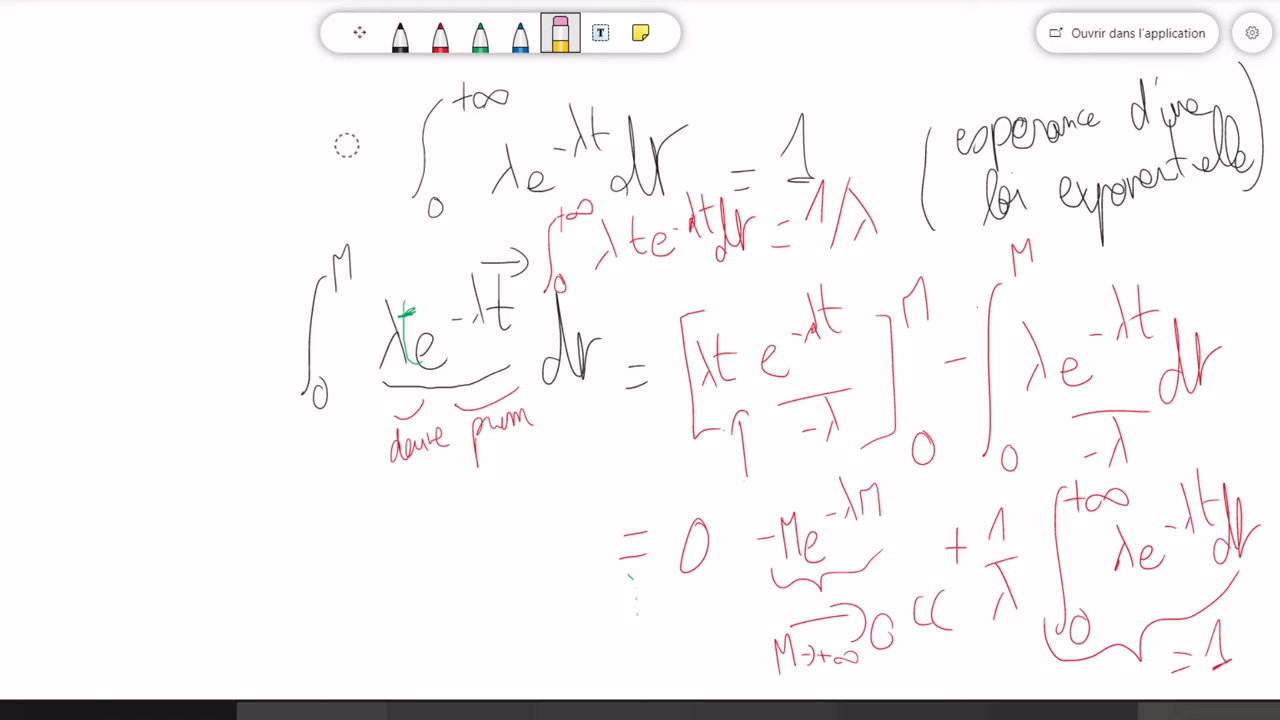 T
Ouvrir dans l'application
∫₀^{+∞} λe^{-λt} dt = 1
(espérance d'une
loi exponentielle)
∫₀^{+∞} λte^{-λt} dt = 1/λ
∫₀^M λte^{-λt} dt = [λt e^{-λt}/-λ]₀^M - ∫₀^M λe^{-λt}/-λ dt
= 0 -Me^{-λM} + 1/λ ∫₀^{+∞} λe^{-λt} dt
M→+∞ 0 CC
= 1